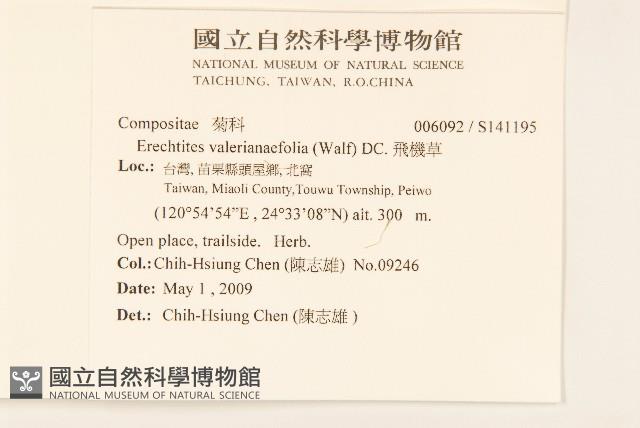 國立自然科學博物館
NATIONAL MUSEUM OF NATURAL SCIENCE
TAICHUNG, TAIWAN, R.O.CHINA
Compositae 菊科 006092 / S141195
Erechtites valerianaefolia (Walf) DC. 飛機草
Loc.: 台灣, 苗栗縣頭屋鄉, 北窩
Taiwan, Miaoli County,Touwu Township, Peiwo
(120°54’54”E , 24°33’08”N) alt. 300 m.
Open place, trailside. Herb.
Col.: Chih-Hsiung Chen (陳志雄) No.09246
Date: May 1 , 2009
Det.: Chih-Hsiung Chen (陳志雄 )
國立自然科學博物館
NATIONAL MUSEUM OF NATURAL SCIENCE